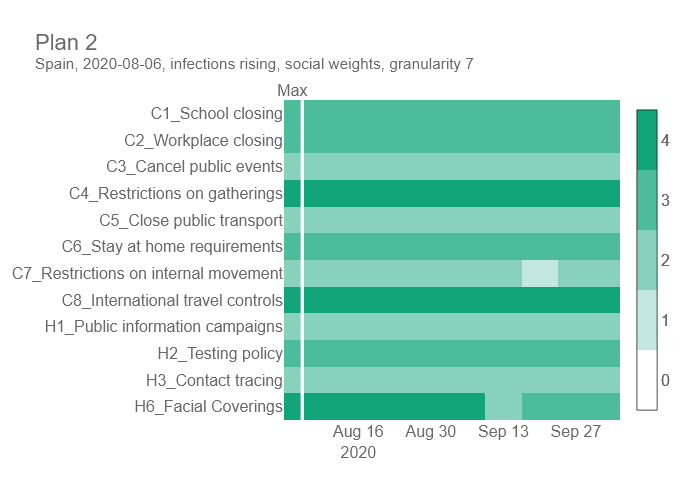 Plan 2
Spain, 2020-08-06, infections rising, social weights, granularity 7
Max
C1_School closing
C2_Workplace closing
C3_Cancel public events
C4_Restrictions on gatherings
C5_Close public transport
C6_Stay at home requirements
C7_Restrictions on internal movement
C8_International travel controls
H1_Public information campaigns
H2_Testing policy
H3_Contact tracing
H6_Facial Coverings
Aug 16 Aug 30 Sep 13 Sep 27
2020
4
3
2
1
0